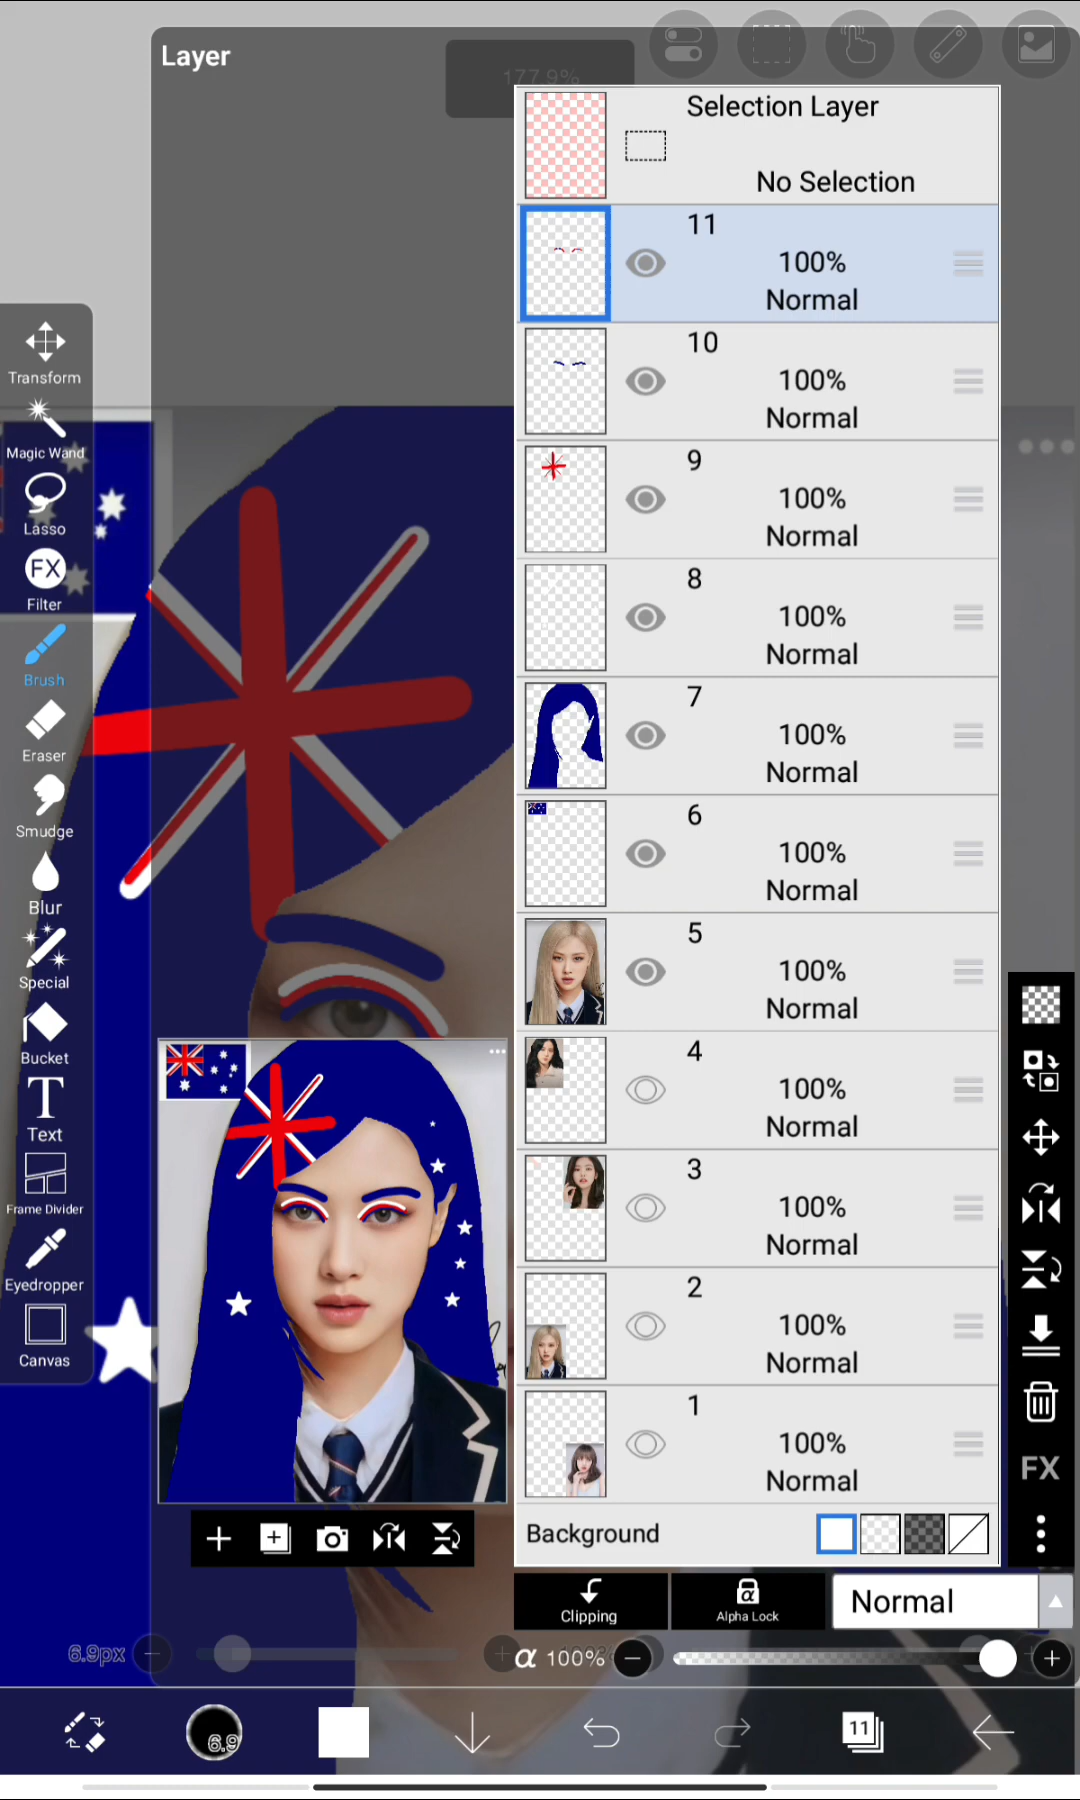 Layer
177.9%
Selection Layer
No Selection
11
100%
Normal
10
100%
Normal
9
100%
Normal
8
100%
Normal
7
100%
Normal
6
100%
Normal
5
100%
Normal
4
100%
Normal
3
100%
Normal
2
100%
Normal
1
100%
Normal
Background
Transform
Magic Wand
Lasso
FX
Filter
Brush
Eraser
Smudge
Blur
Special
Bucket
T
Text
Frame Divider
Eyedropper
Canvas
FX
Clipping
α
Alpha Lock
Normal
6.9px
α 100%
6.9
11